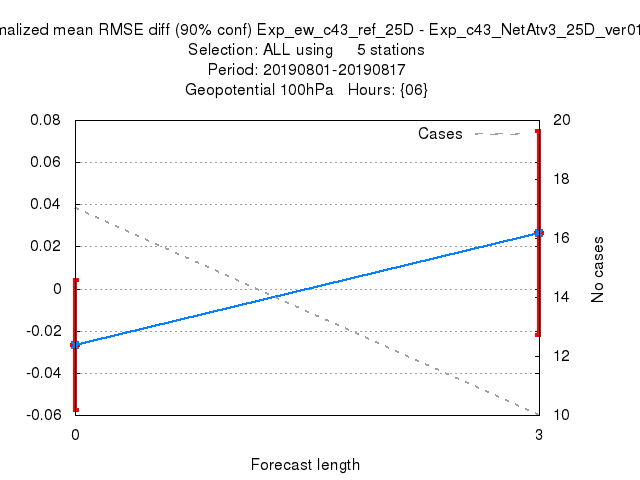 malized mean RMSE diff (90% conf) Exp_ew_c43_ref_25D - Exp_c43_NetAtv3_25D_ver01
Selection: ALL using 5 stations
Period: 20190801-20190817
Geopotential 100hPa Hours: {06}
Cases
0.08
0.06
0.04
0.02
0
-0.02
-0.04
-0.06
20
18
16
14
12
10
No cases
0
3
Forecast length